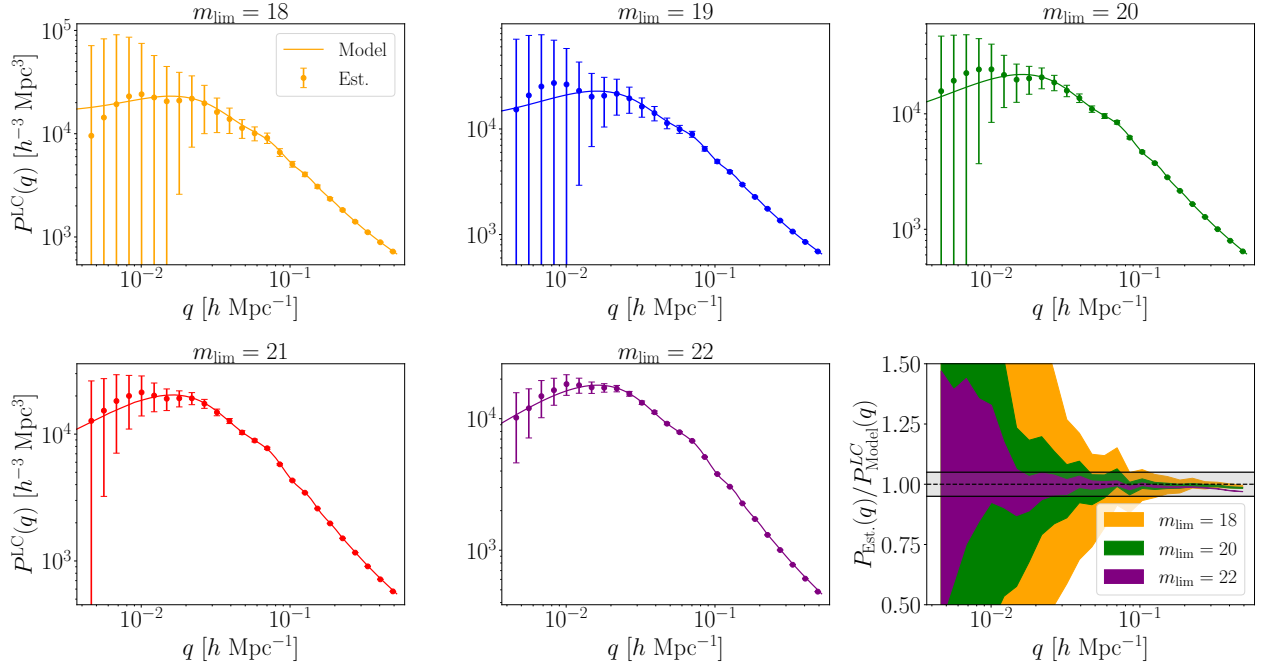 m_lim = 18
m_lim = 19
m_lim = 20
P^LC(q) [h^−3 Mpc^3]
10^5
10^4
10^3
Model
Est.
10^4
10^3
10^4
10^3
10^−2
10^−1
10^−2
10^−1
10^−2
10^−1
q [h Mpc^−1]
q [h Mpc^−1]
q [h Mpc^−1]
m_lim = 21
m_lim = 22
P^LC(q) [h^−3 Mpc^3]
10^4
10^3
10^4
10^3
P_Est.(q)/P^LC_Model(q)
1.50
1.25
1.00
0.75
0.50
m_lim = 18
m_lim = 20
m_lim = 22
10^−2
10^−1
10^−2
10^−1
10^−2
10^−1
q [h Mpc^−1]
q [h Mpc^−1]
q [h Mpc^−1]